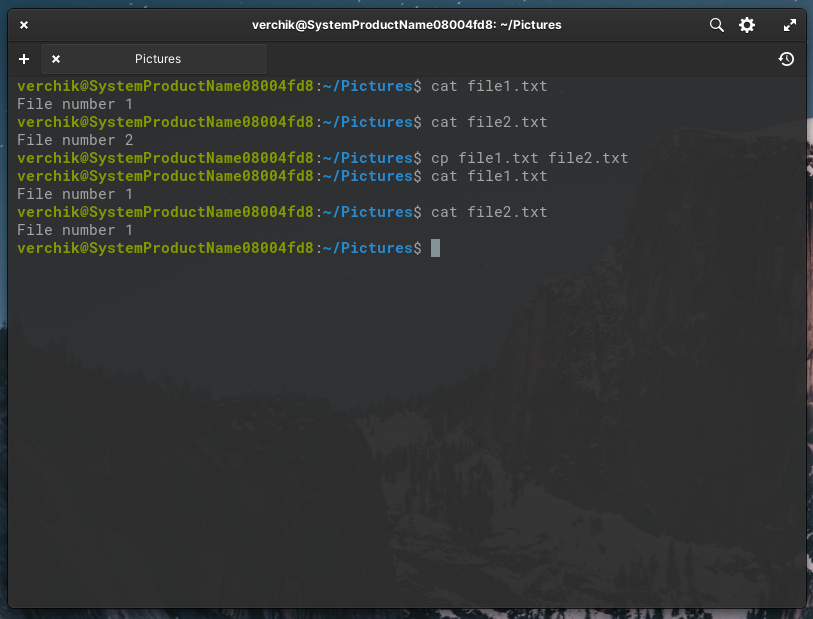 verchik@SystemProductName08004fd8: ~/Pictures
Pictures
verchik@SystemProductName08004fd8:~/Pictures$ cat file1.txt
File number 1
verchik@SystemProductName08004fd8:~/Pictures$ cat file2.txt
File number 2
verchik@SystemProductName08004fd8:~/Pictures$ cp file1.txt file2.txt
verchik@SystemProductName08004fd8:~/Pictures$ cat file1.txt
File number 1
verchik@SystemProductName08004fd8:~/Pictures$ cat file2.txt
File number 1
verchik@SystemProductName08004fd8:~/Pictures$